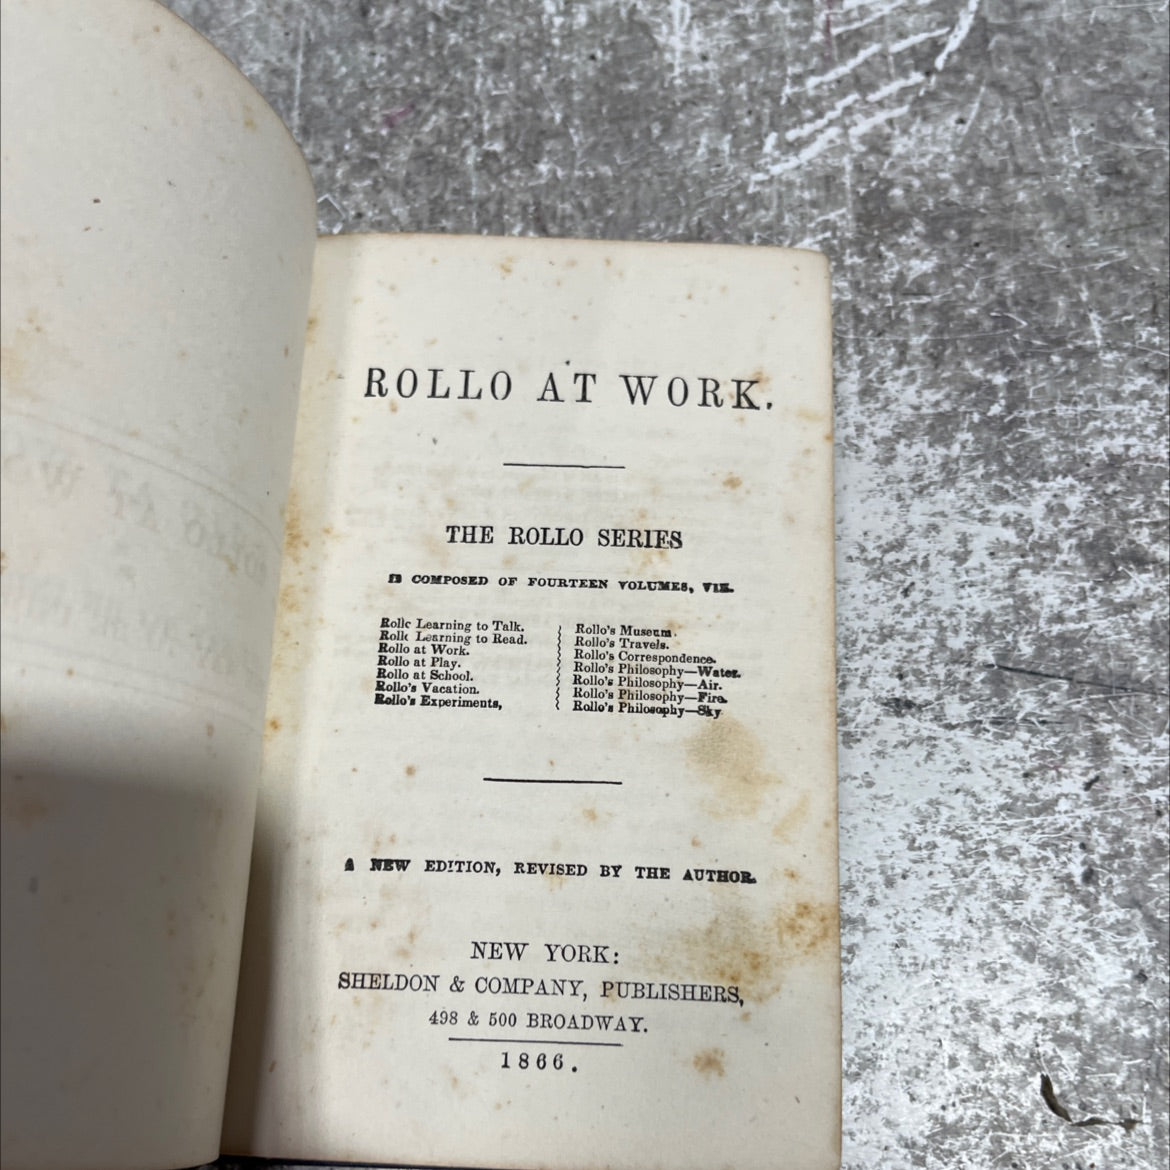 ROLLO AT WORK.
THE ROLLO SERIES
IS COMPOSED OF FOURTEEN VOLUMES, VIZ.
Rollo Learning to Talk.
Rollo Learning to Read.
Rollo at Work.
Rollo at Play.
Rollo at School.
Rollo's Vacation.
Rollo's Experiments,
Rollo's Museum.
Rollo's Travels.
Rollo's Correspondence.
Rollo's Philosophy—Water.
Rollo's Philosophy—Air.
Rollo's Philosophy—Fire.
Rollo's Philosophy—Sky
A NEW EDITION, REVISED BY THE AUTHOR.
NEW YORK:
SHELDON & COMPANY, PUBLISHERS,
498 & 500 BROADWAY.
1866.